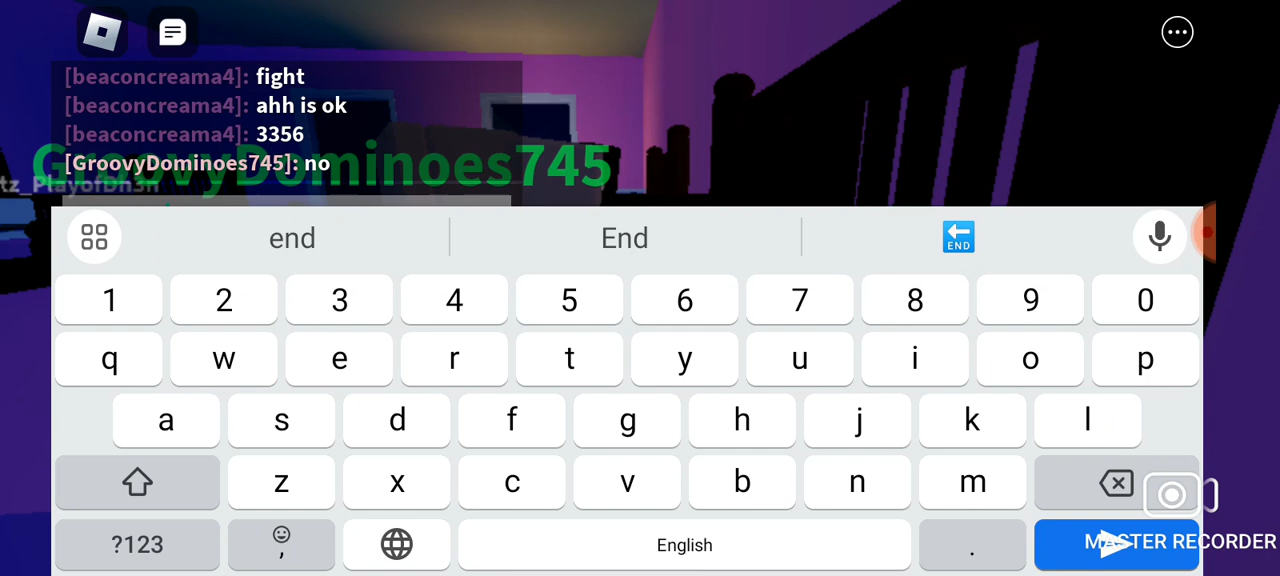 [beaconcreama4]: fight
[beaconcreama4]: ahh is ok
[beaconcreama4]: 3356
[GroovyDominoes745]: no
GroovyDominoes745
end End END
1 2 3 4 5 6 7 8 9 0
q w e r t y u i o p
a s d f g h j k l
z x c v b n m
?123 , English .
MASTER RECORDER